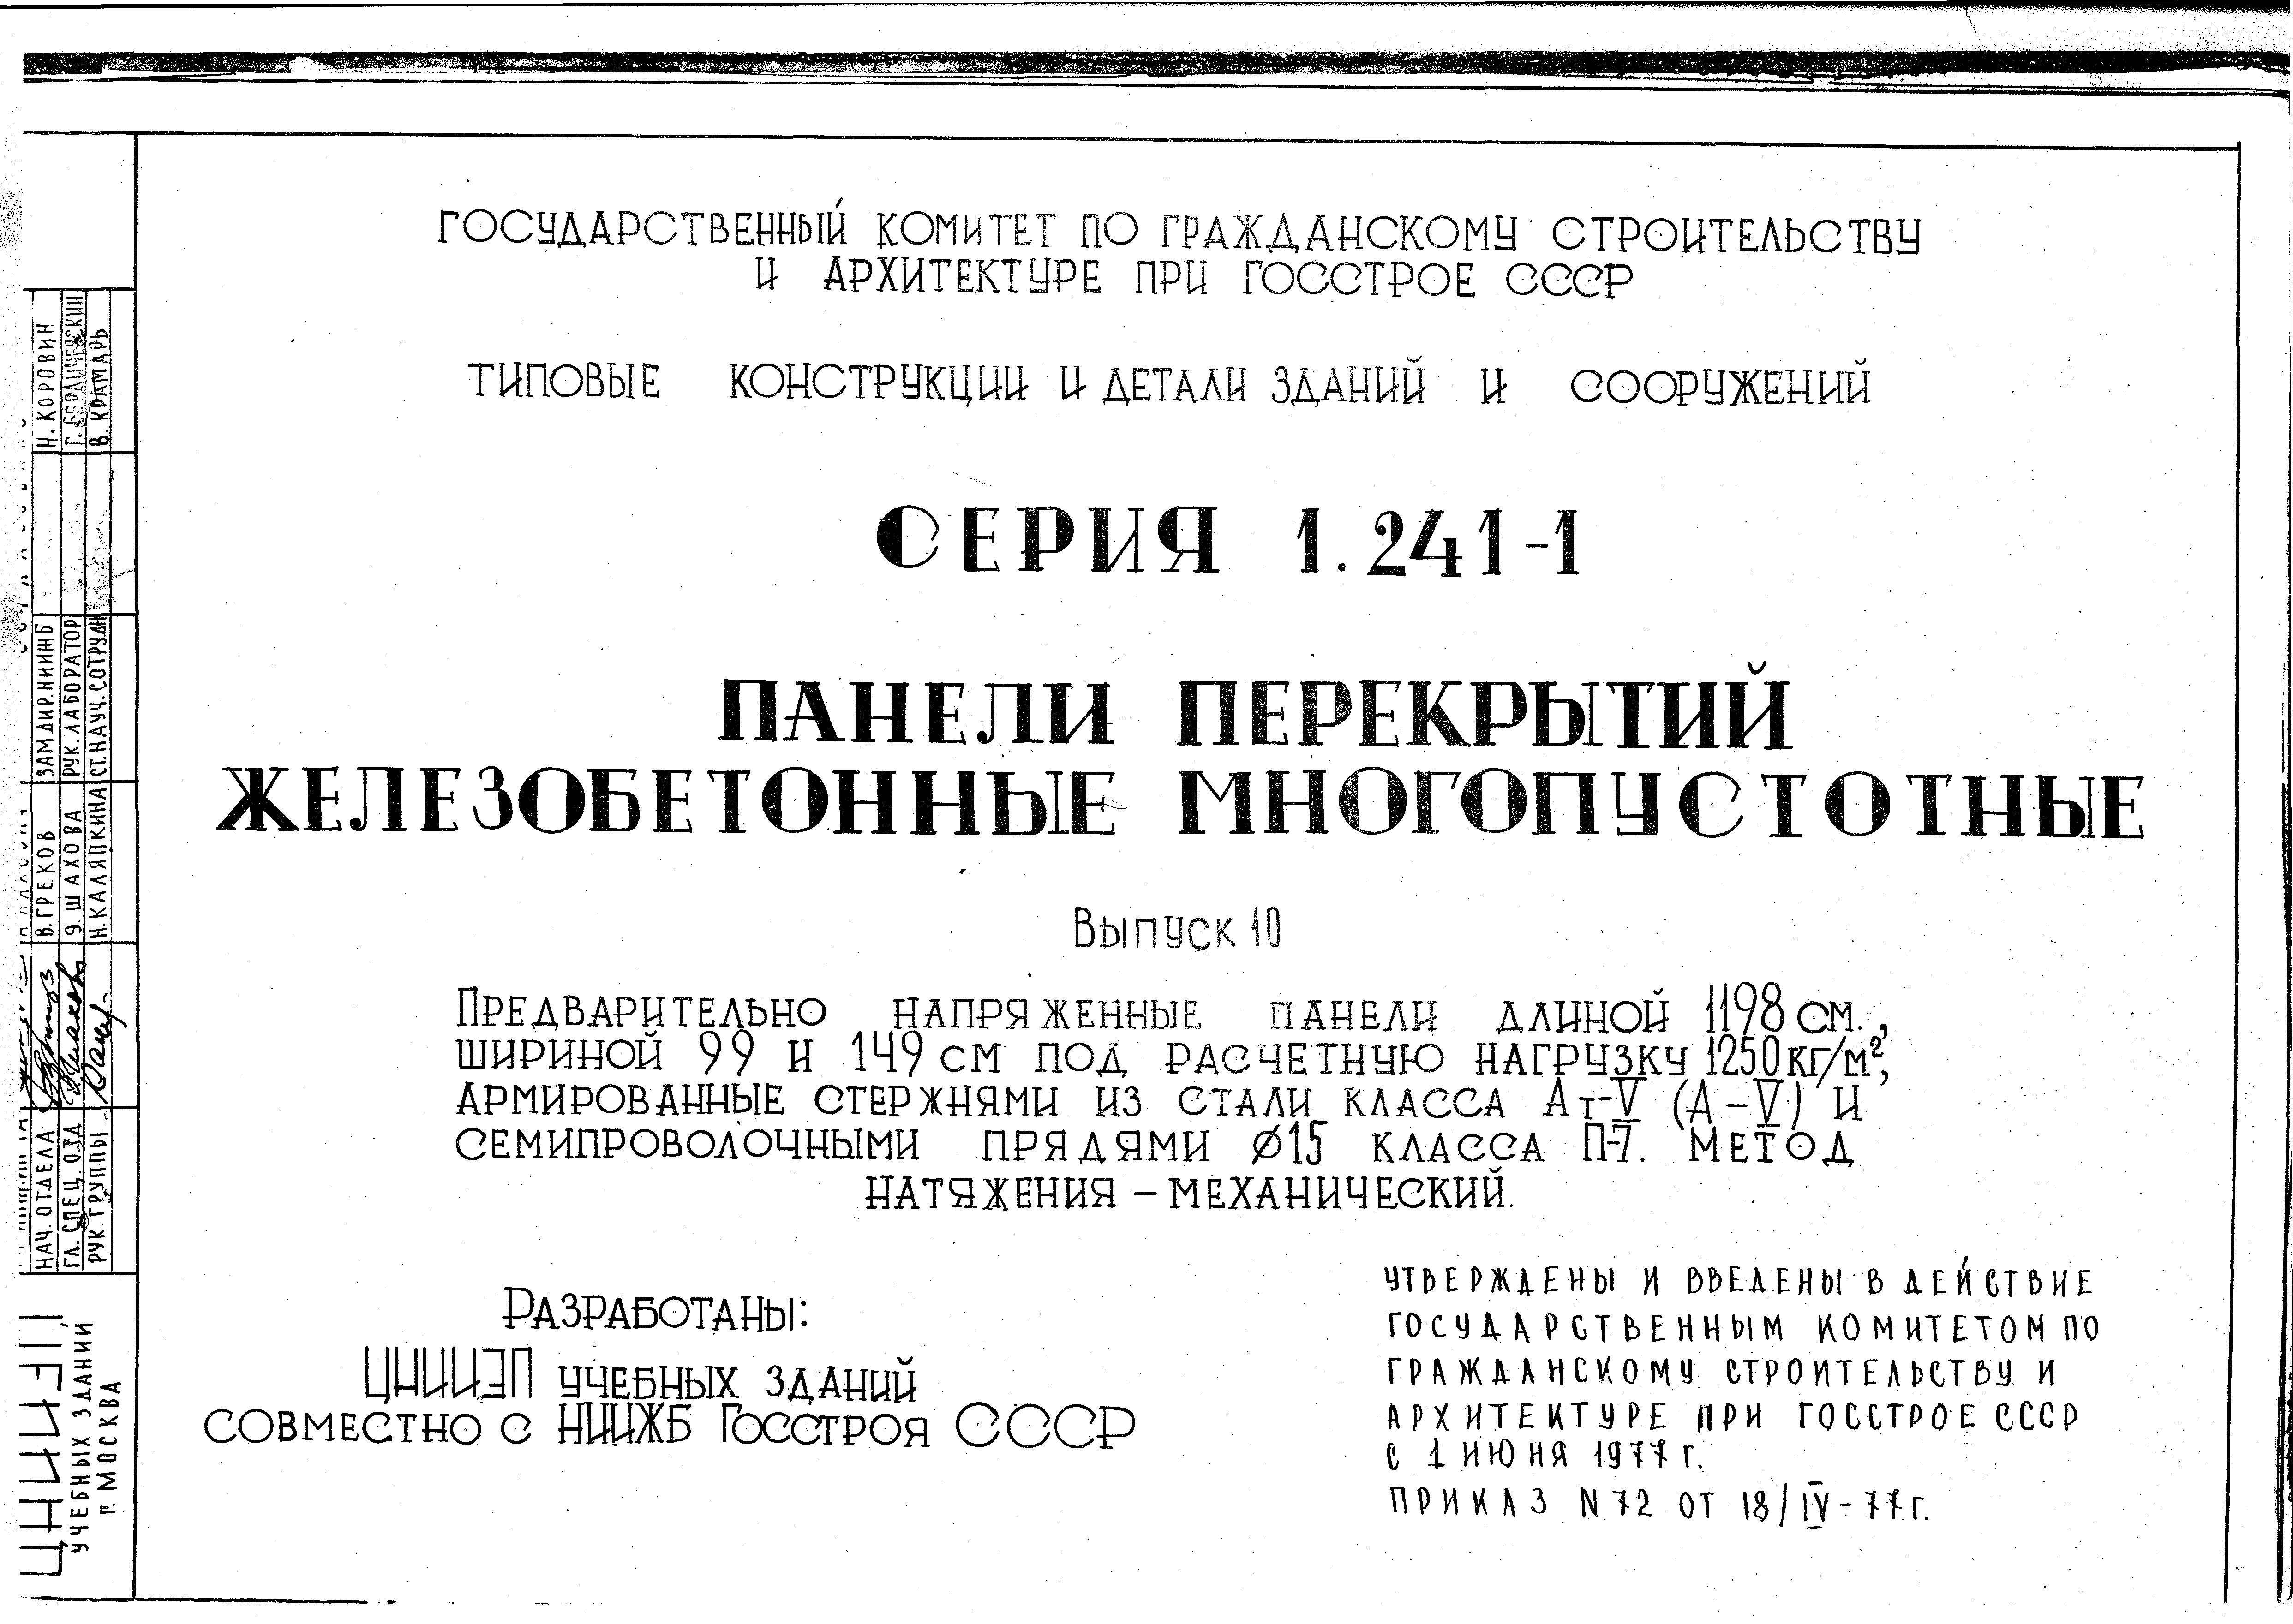 ГОСУДАРСТВЕННЫЙ КОМИТЕТ ПО ГРАЖДАНСКОМУ СТРОИТЕЛЬСТВУ
И АРХИТЕКТУРЕ ПРИ ГОССТРОЕ СССР
ТИПОВЫЕ КОНСТРУКЦИИ И ДЕТАЛИ ЗДАНИЙ И СООРУЖЕНИЙ
СЕРИЯ 1.241-1
ПАНЕЛИ ПЕРЕКРЫТИЙ
ЖЕЛЕЗОБЕТОННЫЕ МНОГОПУСТОТНЫЕ
Выпуск 10
ПРЕДВАРИТЕЛЬНО НАПРЯЖЕННЫЕ ПАНЕЛИ ДЛИНОЙ 1198 см.,
ШИРИНОЙ 99 И 149 см ПОД РАСЧЕТНУЮ НАГРУЗКУ 1250 кг/м²,
АРМИРОВАННЫЕ СТЕРЖНЯМИ ИЗ СТАЛИ КЛАССА Ат-V (А-V) И
СЕМИПРОВОЛОЧНЫМИ ПРЯДЯМИ Ø15 КЛАССА П-7. МЕТОД
НАТЯЖЕНИЯ – МЕХАНИЧЕСКИЙ.
РАЗРАБОТАНЫ:
ЦНИИЭП УЧЕБНЫХ ЗДАНИЙ
СОВМЕСТНО С НИИЖБ ГОССТРОЯ СССР
УТВЕРЖДЕНЫ И ВВЕДЕНЫ В ДЕЙСТВИЕ
ГОСУДАРСТВЕННЫМ КОМИТЕТОМ ПО
ГРАЖДАНСКОМУ СТРОИТЕЛЬСТВУ И
АРХИТЕКТУРЕ ПРИ ГОССТРОЕ СССР
С 1 ИЮНЯ 1977 г.
ПРИКАЗ N 72 ОТ 18/IV-77г.
НАЧ. ОТДЕЛА В. ГРЕКОВ ЗАМ ДИР. НИИЖБ Н. КОРОВИН
ГЛ. СПЕЦ. ОТД Э. ШАХОВА РУК. ЛАБОРАТОР Г. БЕРДИЧЕВСКИЙ
РУК. ГРУППЫ Н. КАЛЯПКИНА СТ. НАУЧ. СОТРУДН В. КРАМАРЬ
ЦНИИЭП
УЧЕБНЫХ ЗДАНИЙ
г. МОСКВА